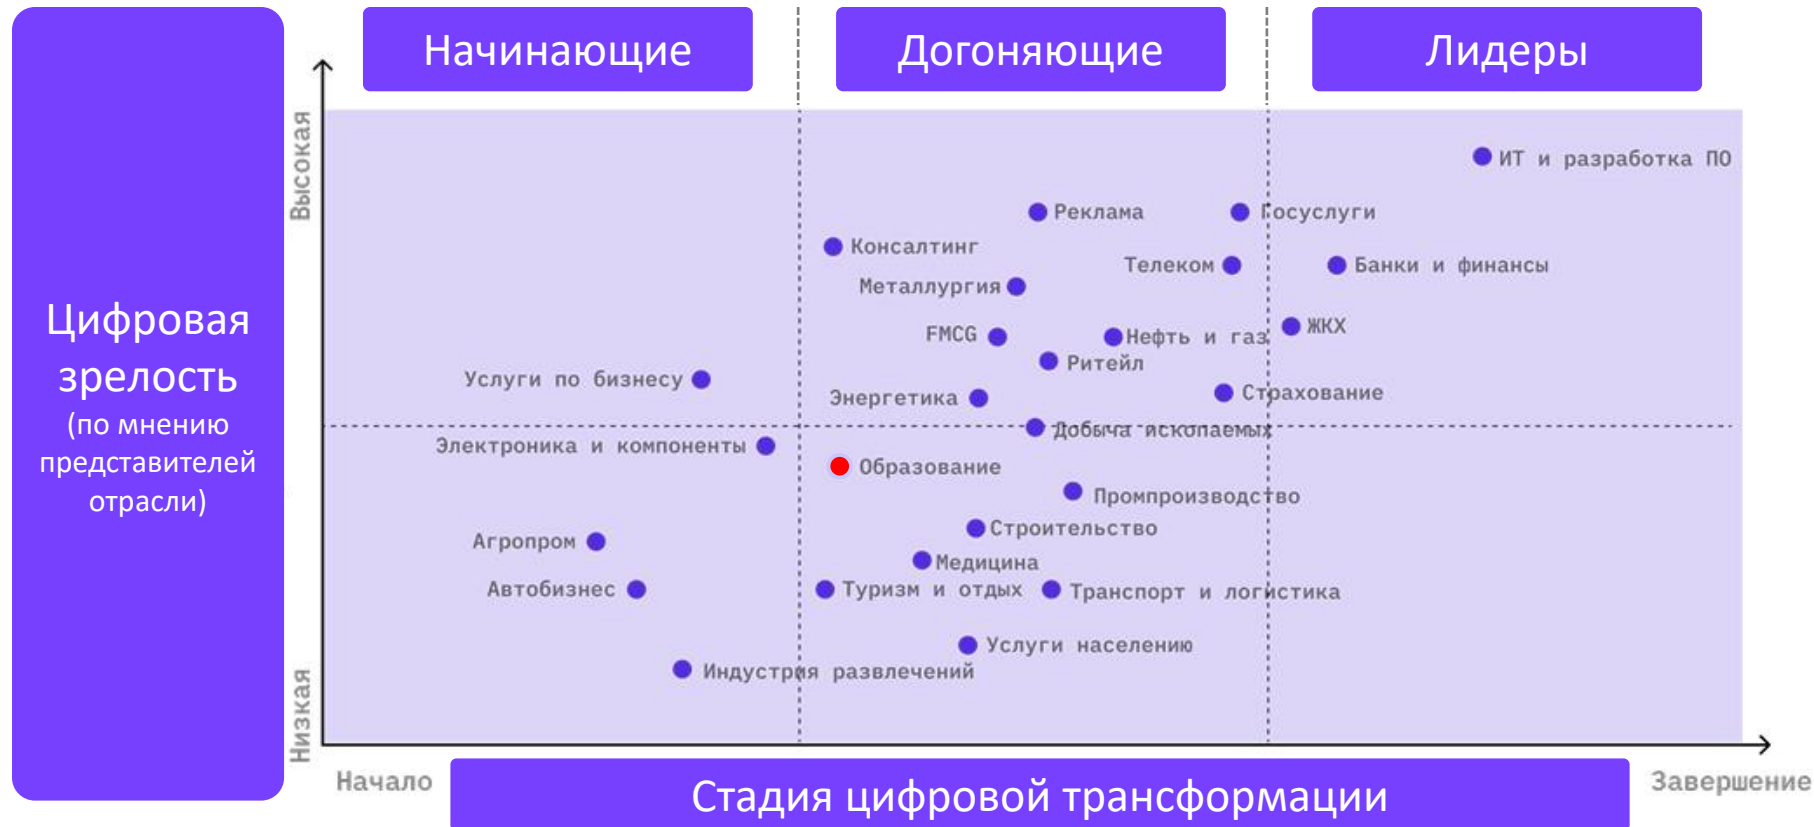 Начинающие
Догоняющие
Лидеры
Цифровая
зрелость
(по мнению
представителей
отрасли)
Высокая
Низкая
ИТ и разработка ПО
Реклама
Госуслуги
Консалтинг
Телеком
Банки и финансы
Металлургия
FMCG
Нефть и газ
ЖКХ
Ритейл
Услуги по бизнесу
Энергетика
Страхование
Добыча ископаемых
Электроника и компоненты
Образование
Промпроизводство
Строительство
Агропром
Медицина
Автобизнес
Туризм и отдых
Транспорт и логистика
Услуги населению
Индустрия развлечений
Начало
Стадия цифровой трансформации
Завершение